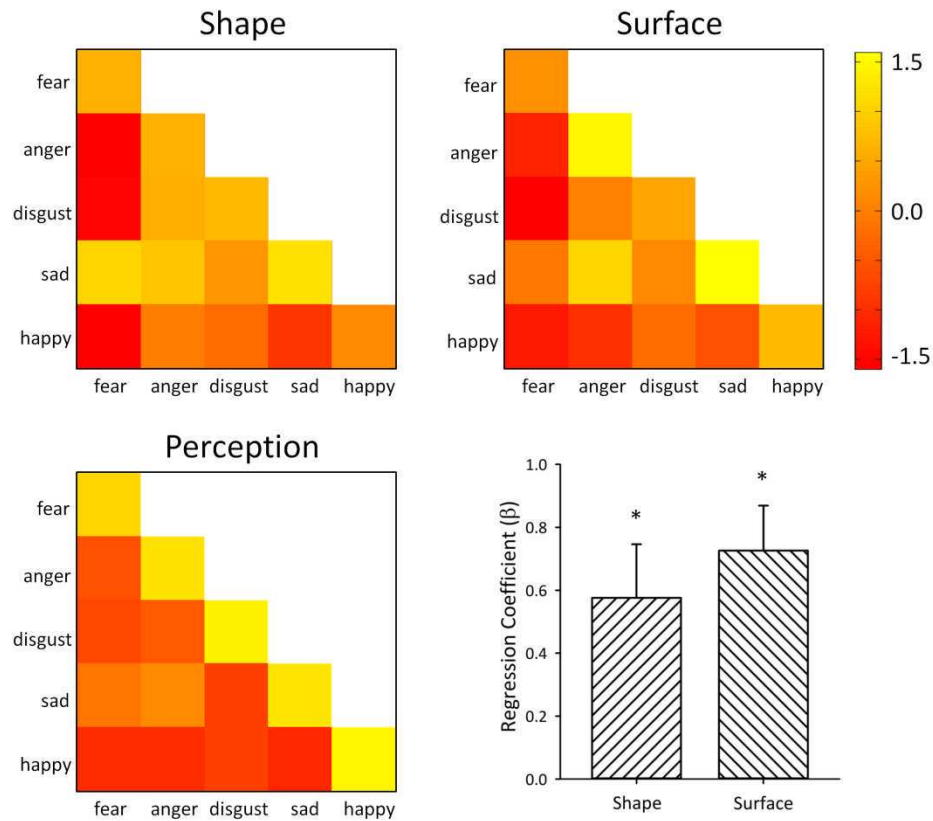 Shape
fear
anger
disgust
sad
happy
fear anger disgust sad happy
Surface
fear
anger
disgust
sad
happy
fear anger disgust sad happy
1.5
0.0
-1.5
Perception
fear
anger
disgust
sad
happy
fear anger disgust sad happy
Regression Coefficient (β)
1.0
0.8
0.6
0.4
0.2
0.0
* *
Shape Surface